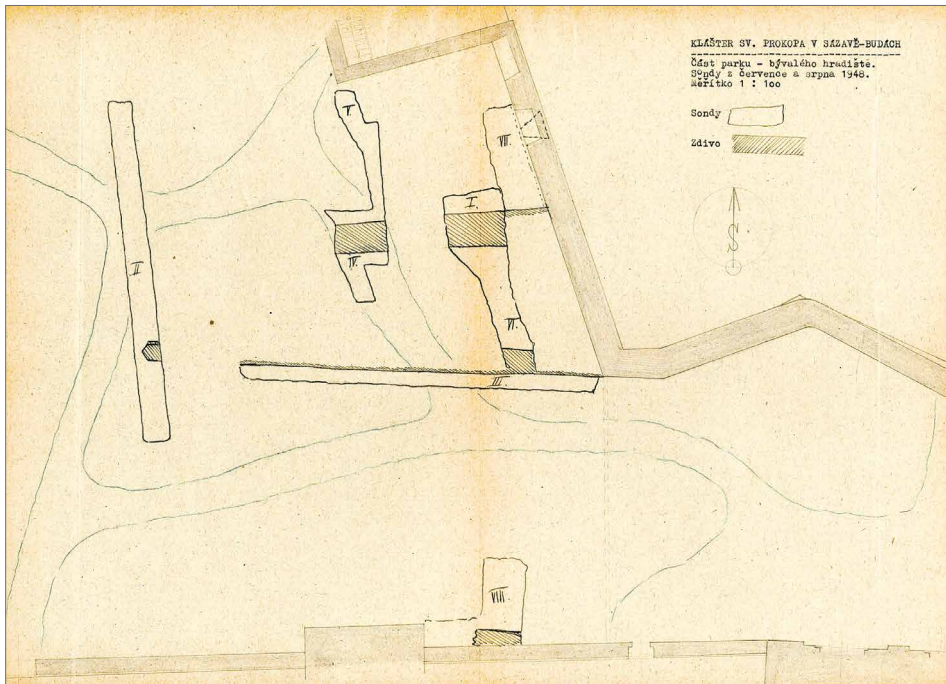 KLÁŠTER SV. PROKOPA V SÁZAVĚ-BUDÁCH
Část parku - bývalého hradiště.
Sondy z července a srpna 1948.
Měřítko 1 : 100
Sondy
Zdivo
S
V
VII.
I.
II
IV.
VI.
III.
VIII.